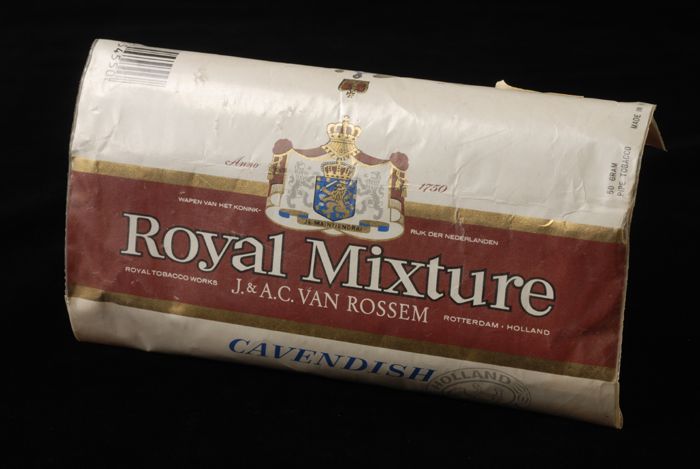 54550
MADE IN
50 GRAM
PIPE TOBACCO
Anno 1750
JE MAINTIENDRAI
WAPEN VAN HET KONINK- RIJK DER NEDERLANDEN
Royal Mixture
ROYAL TOBACCO WORKS J. & A.C. VAN ROSSEM ROTTERDAM - HOLLAND
CAVENDISH
HOLLAND